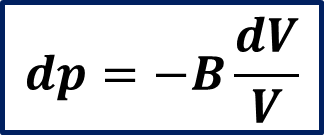 dp = −B dV/V